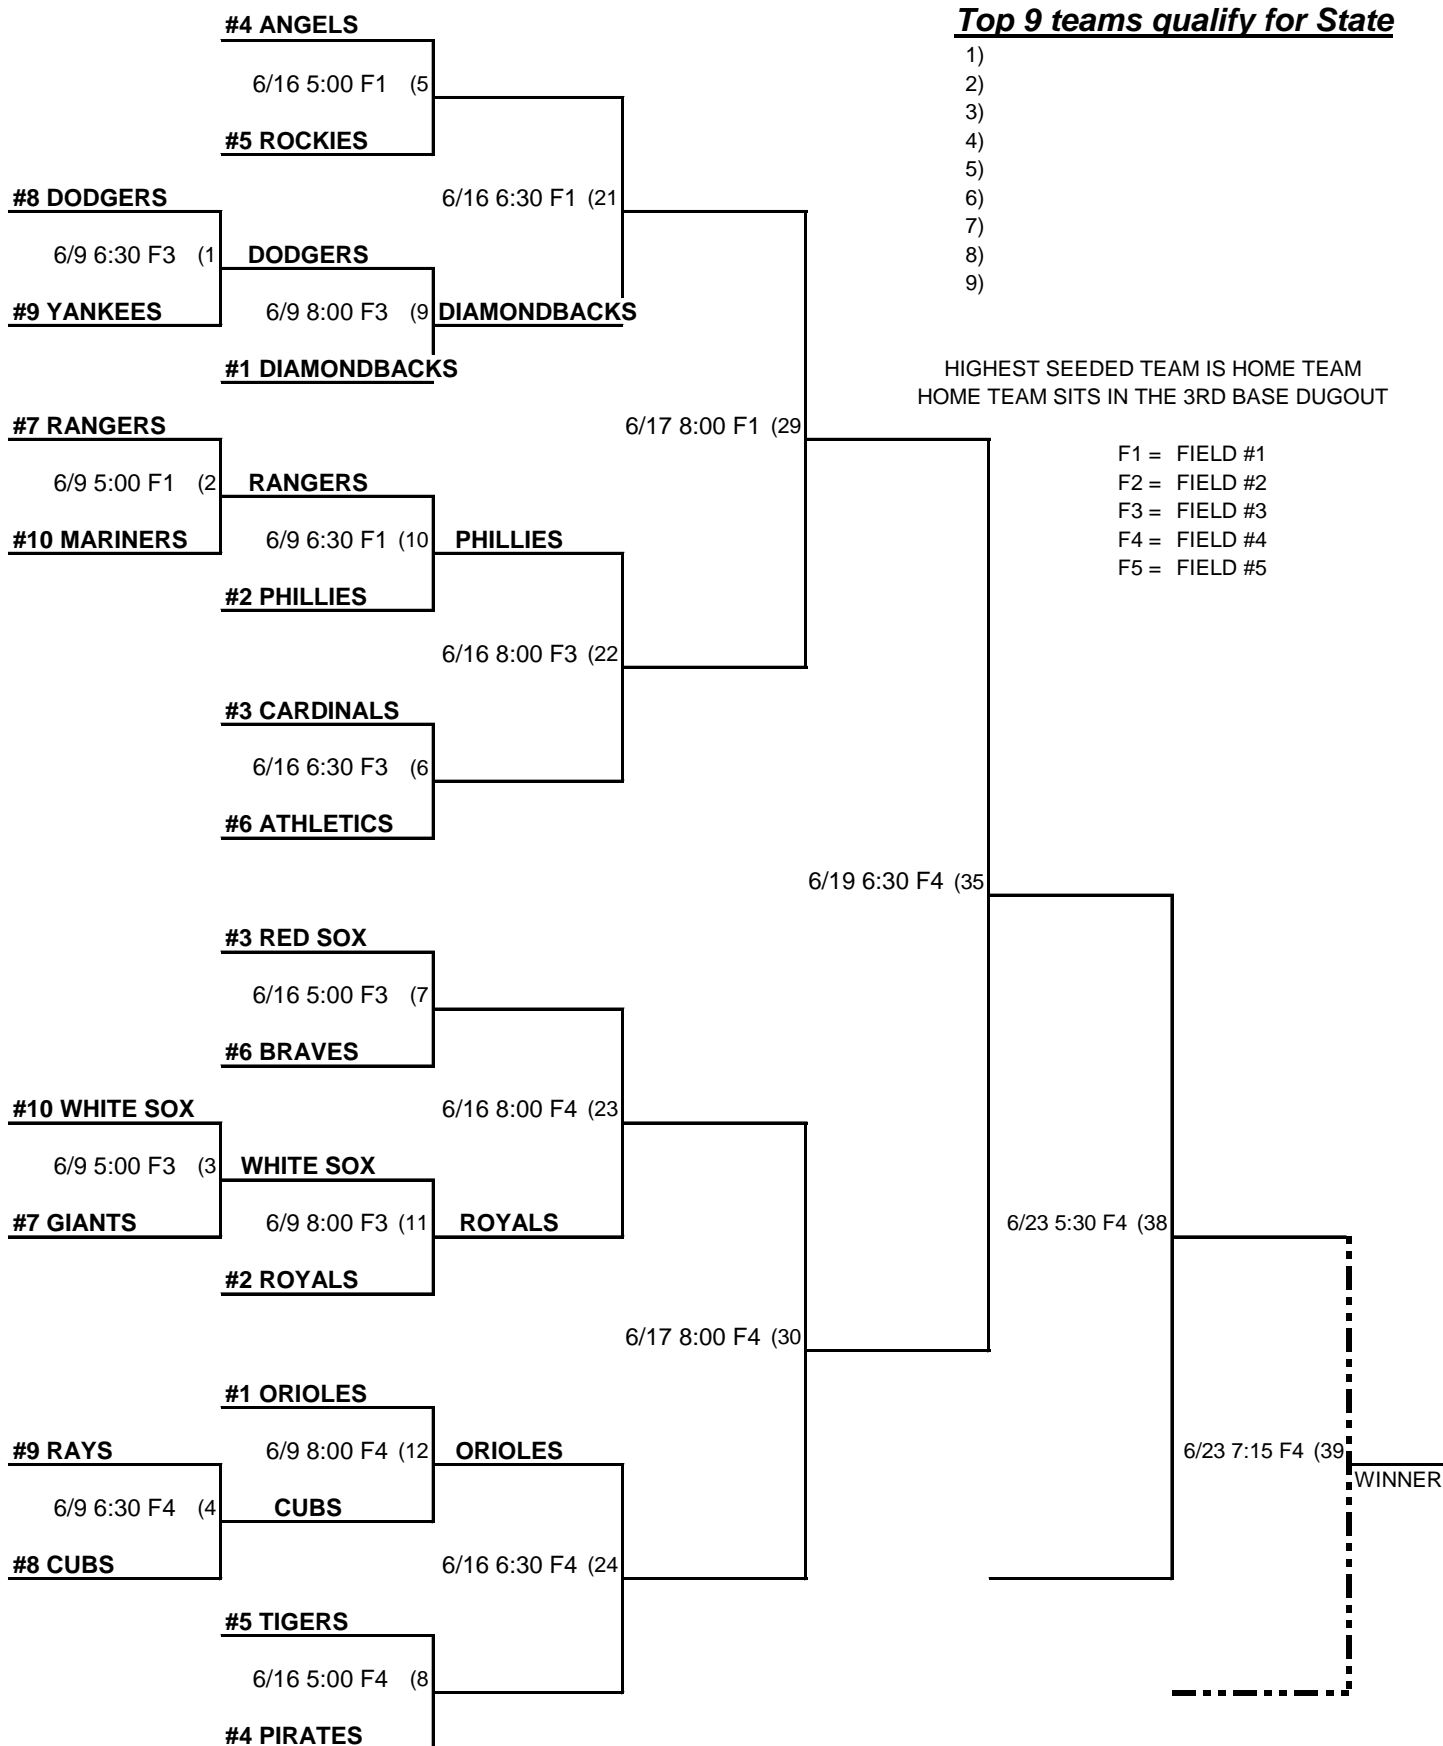 #4 ANGELS
Top 9 teams qualify for State
1)
6/16 5:00 F1 (5
2)
3)
#5 ROCKIES
4)
5)
#8 DODGERS
6/16 6:30 F1 (21
6)
7)
6/9 6:30 F3 (1
DODGERS
8)
9)
#9 YANKEES
6/9 8:00 F3 (9
DIAMONDBACKS
#1 DIAMONDBACKS
HIGHEST SEEDED TEAM IS HOME TEAM
HOME TEAM SITS IN THE 3RD BASE DUGOUT
#7 RANGERS
6/17 8:00 F1 (29
F1 = FIELD #1
6/9 5:00 F1 (2
RANGERS
F2 = FIELD #2
F3 = FIELD #3
#10 MARINERS
6/9 6:30 F1 (10
PHILLIES
F4 = FIELD #4
F5 = FIELD #5
#2 PHILLIES
6/16 8:00 F3 (22
#3 CARDINALS
6/16 6:30 F3 (6
#6 ATHLETICS
6/19 6:30 F4 (35
#3 RED SOX
6/16 5:00 F3 (7
#6 BRAVES
#10 WHITE SOX
6/16 8:00 F4 (23
6/9 5:00 F3 (3
WHITE SOX
#7 GIANTS
6/9 8:00 F3 (11
ROYALS
6/23 5:30 F4 (38
#2 ROYALS
6/17 8:00 F4 (30
#1 ORIOLES
#9 RAYS
6/9 8:00 F4 (12
ORIOLES
6/23 7:15 F4 (39
WINNER
6/9 6:30 F4 (4
CUBS
#8 CUBS
6/16 6:30 F4 (24
#5 TIGERS
6/16 5:00 F4 (8
#4 PIRATES